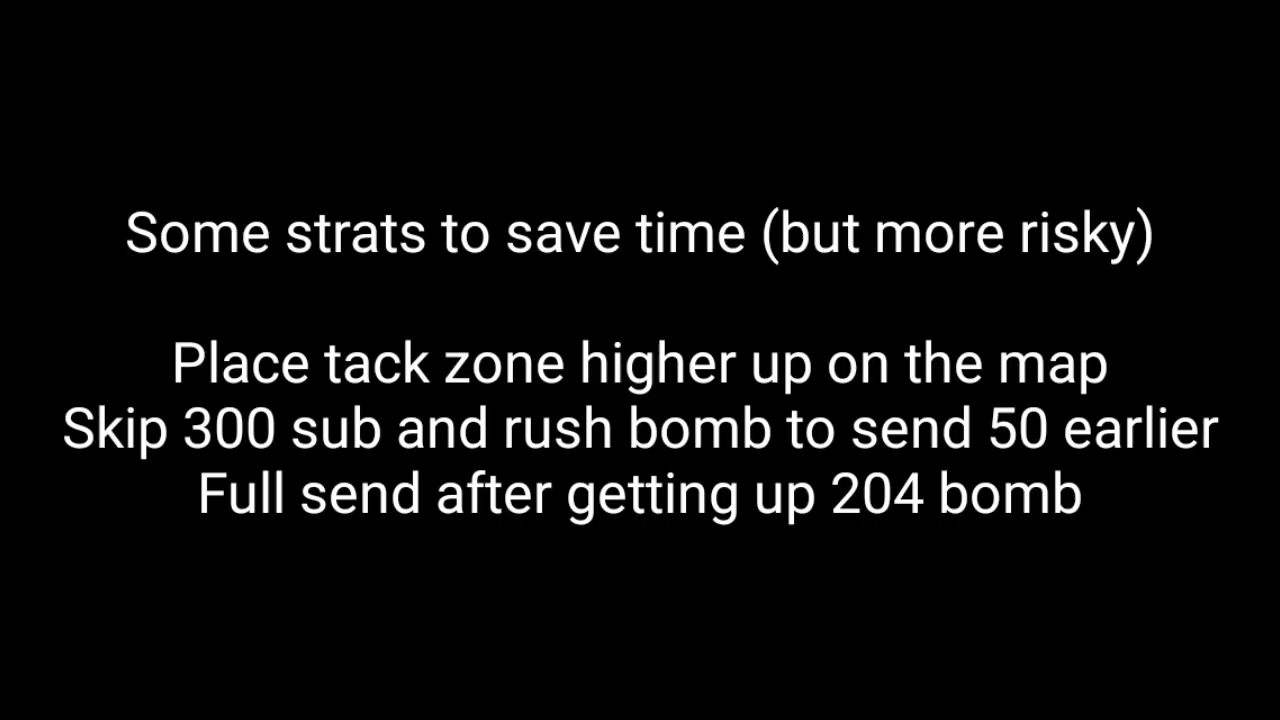 Some strats to save time (but more risky)
Place tack zone higher up on the map
Skip 300 sub and rush bomb to send 50 earlier
Full send after getting up 204 bomb